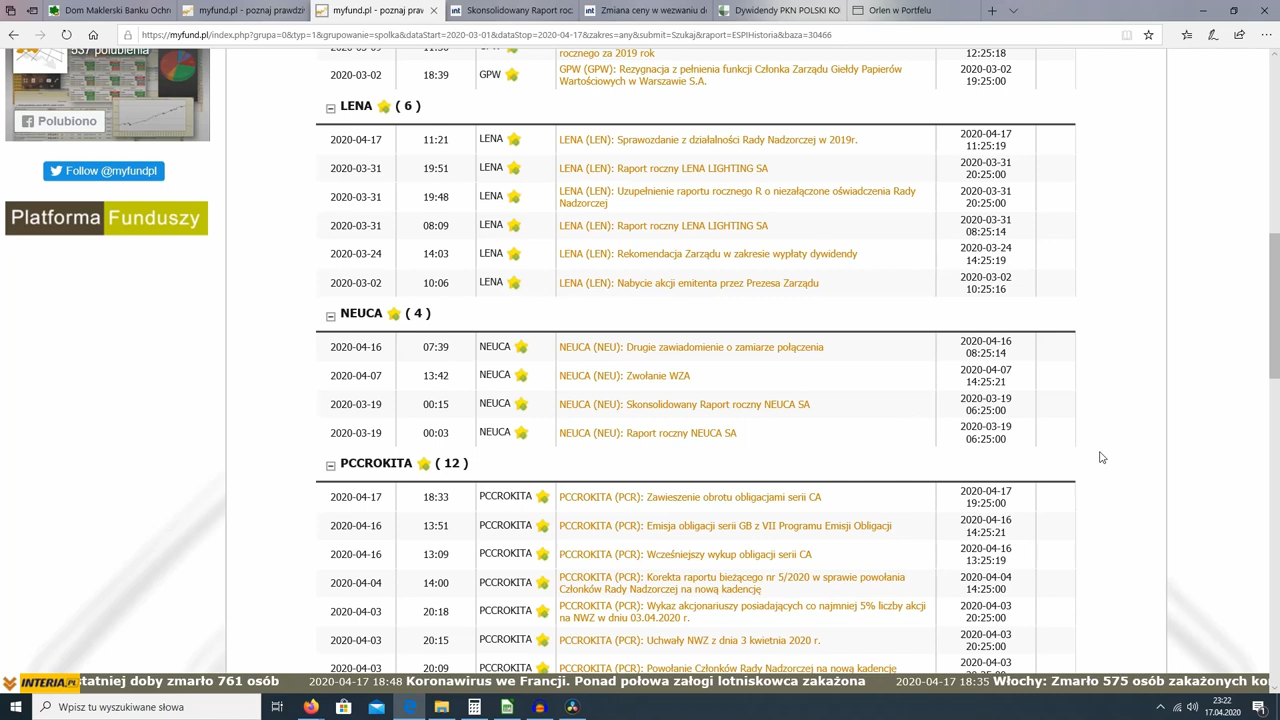 Dom Maklerski Banku Ochr
myfund.pl - poznaj prawdziw
myfund.pl - poznaj praw
Skonsolidowany Raport roc
Zmiana ceny w wezwaniu d
Dywidendy PKN POLSKI KO
Orlen w Portfelu
https://myfund.pl/index.php?grupa=0&typ=1&grupowanie=spolka&dataStart=2020-03-01&dataStop=2020-04-17&zakres=any&submit=Szukaj&raport=ESPIHistoria&baza=30466
537 polubienia
Polubiono
Follow @myfundpl
Platforma Funduszy
rocznego za 2019 rok
12:25:18
2020-03-02 18:39 GPW GPW (GPW): Rezygnacja z pełnienia funkcji Członka Zarządu Giełdy Papierów 2020-03-02
Wartościowych w Warszawie S.A. 19:25:00
LENA ( 6 )
2020-04-17 11:21 LENA LENA (LEN): Sprawozdanie z działalności Rady Nadzorczej w 2019r. 2020-04-17
11:25:19
2020-03-31 19:51 LENA LENA (LEN): Raport roczny LENA LIGHTING SA 2020-03-31
20:25:00
2020-03-31 19:48 LENA LENA (LEN): Uzupełnienie raportu rocznego R o niezałączone oświadczenia Rady 2020-03-31
Nadzorczej 20:25:00
2020-03-31 08:09 LENA LENA (LEN): Raport roczny LENA LIGHTING SA 2020-03-31
08:25:14
2020-03-24 14:03 LENA LENA (LEN): Rekomendacja Zarządu w zakresie wypłaty dywidendy 2020-03-24
14:25:19
2020-03-02 10:06 LENA LENA (LEN): Nabycie akcji emitenta przez Prezesa Zarządu 2020-03-02
10:25:16
NEUCA ( 4 )
2020-04-16 07:39 NEUCA NEUCA (NEU): Drugie zawiadomienie o zamiarze połączenia 2020-04-16
08:25:14
2020-04-07 13:42 NEUCA NEUCA (NEU): Zwołanie WZA 2020-04-07
14:25:21
2020-03-19 00:15 NEUCA NEUCA (NEU): Skonsolidowany Raport roczny NEUCA SA 2020-03-19
06:25:00
2020-03-19 00:03 NEUCA NEUCA (NEU): Raport roczny NEUCA SA 2020-03-19
06:25:00
PCCROKITA ( 12 )
2020-04-17 18:33 PCCROKITA PCCROKITA (PCR): Zawieszenie obrotu obligacjami serii CA 2020-04-17
19:25:00
2020-04-16 13:51 PCCROKITA PCCROKITA (PCR): Emisja obligacji serii GB z VII Programu Emisji Obligacji 2020-04-16
14:25:21
2020-04-16 13:09 PCCROKITA PCCROKITA (PCR): Wcześniejszy wykup obligacji serii CA 2020-04-16
13:25:19
2020-04-04 14:00 PCCROKITA PCCROKITA (PCR): Korekta raportu bieżącego nr 5/2020 w sprawie powołania 2020-04-04
Członków Rady Nadzorczej na nową kadencję 14:25:00
2020-04-03 20:18 PCCROKITA PCCROKITA (PCR): Wykaz akcjonariuszy posiadających co najmniej 5% liczby akcji 2020-04-03
na NWZ w dniu 03.04.2020 r. 20:25:00
2020-04-03 20:15 PCCROKITA PCCROKITA (PCR): Uchwały NWZ z dnia 3 kwietnia 2020 r. 2020-04-03
20:25:00
2020-04-03 20:09 PCCROKITA PCCROKITA (PCR): Powołanie Członków Rady Nadzorczej na nową kadencję 2020-04-03
INTERIA.PL statniej doby zmarło 761 osób 2020-04-17 18:48 Koronawirus we Francji. Ponad połowa załogi lotniskowca zakażona 2020-04-17 18:35 Włochy: Zmarło 575 osób zakażonych kor
Wpisz tu wyszukiwane słowa
23:22
17.04.2020